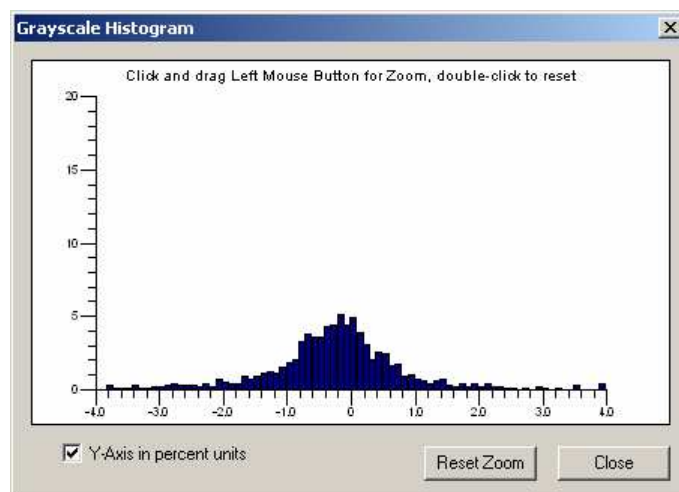 Grayscale Histogram
Click and drag Left Mouse Button for Zoom, double-click to reset
20
15
10
5
0
-4.0 -3.0 -2.0 -1.0 0 1.0 2.0 3.0 4.0
Y-Axis in percent units
Reset Zoom
Close